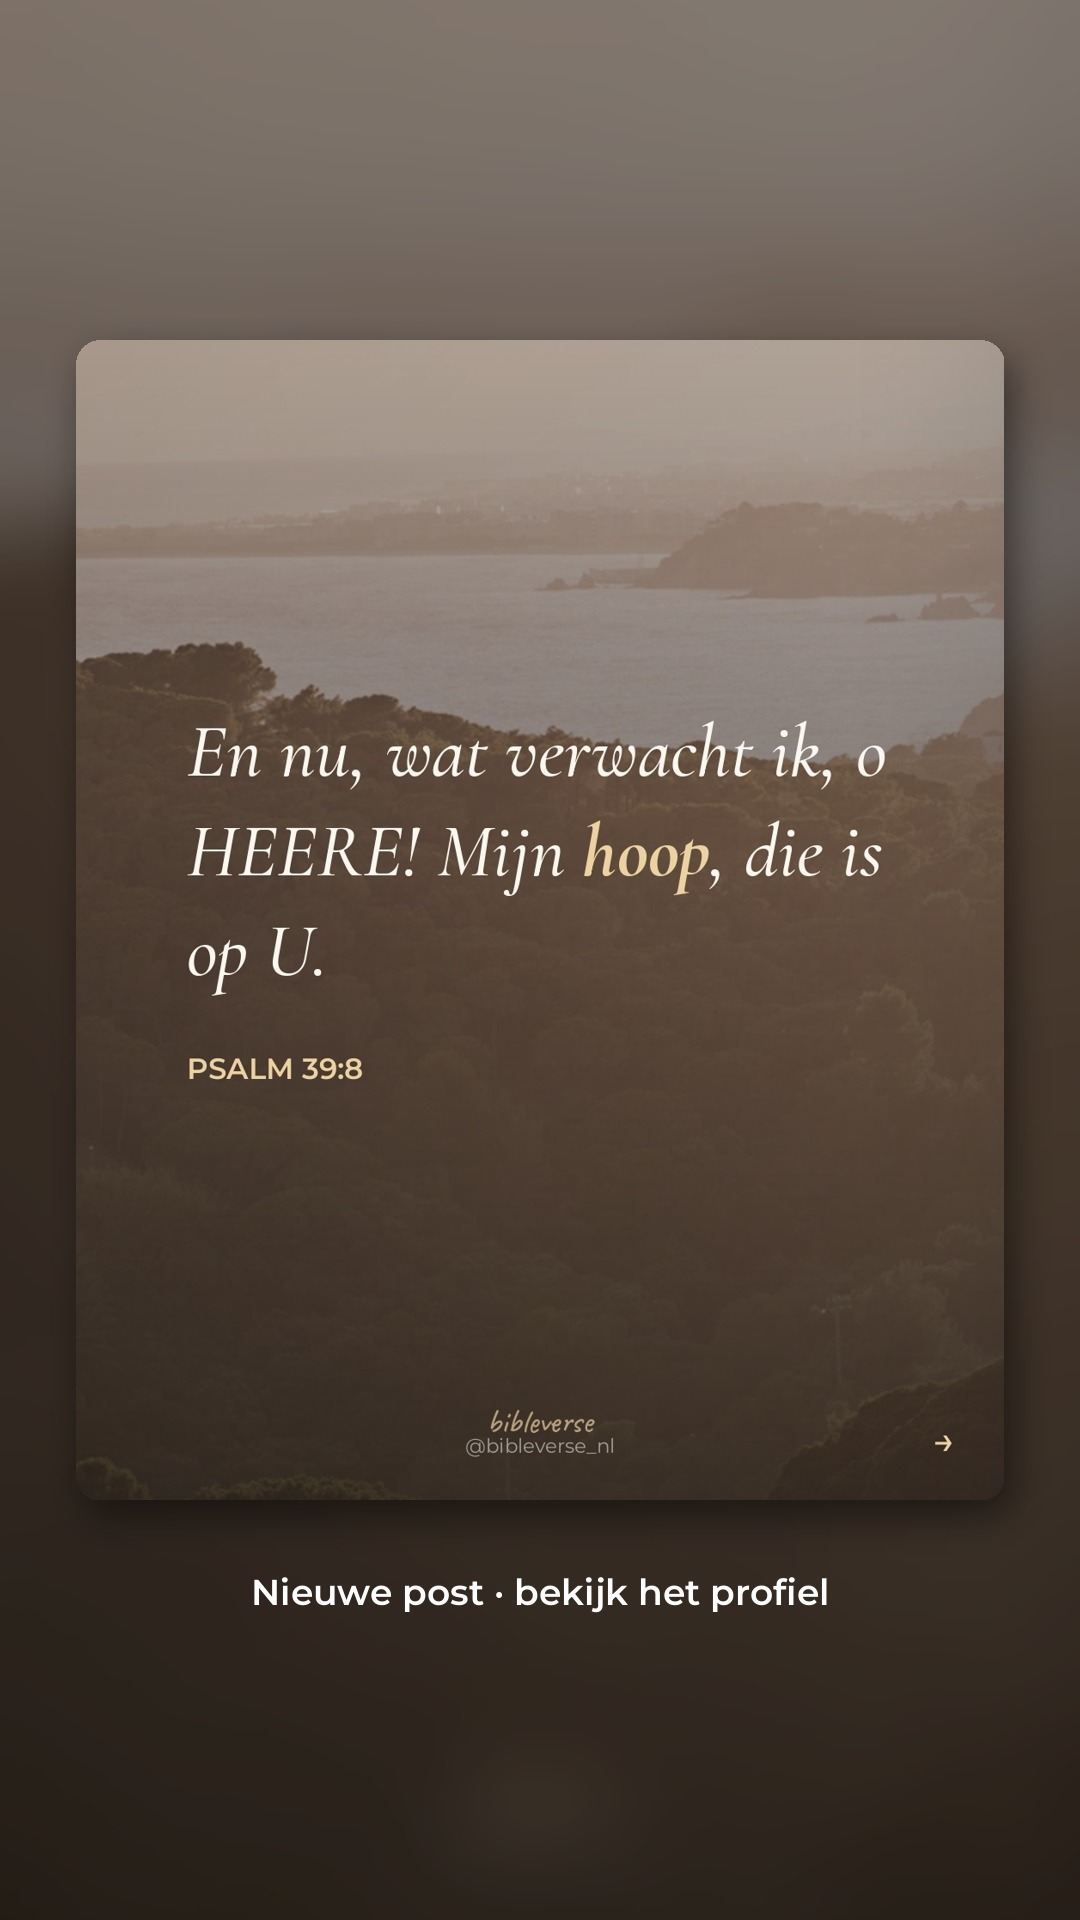 En nu, wat verwacht ik, o
HEERE! Mijn hoop, die is
op U.
PSALM 39:8
bibleverse
@bibleverse_nl
→
Nieuwe post · bekijk het profiel